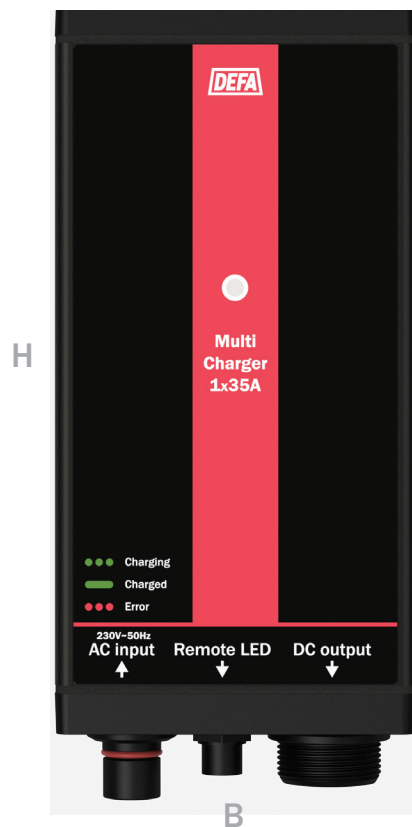 DEFA
H
Multi
Charger
1x35A
Charging
Charged
Error
230V~50Hz
AC input
Remote LED
DC output
B